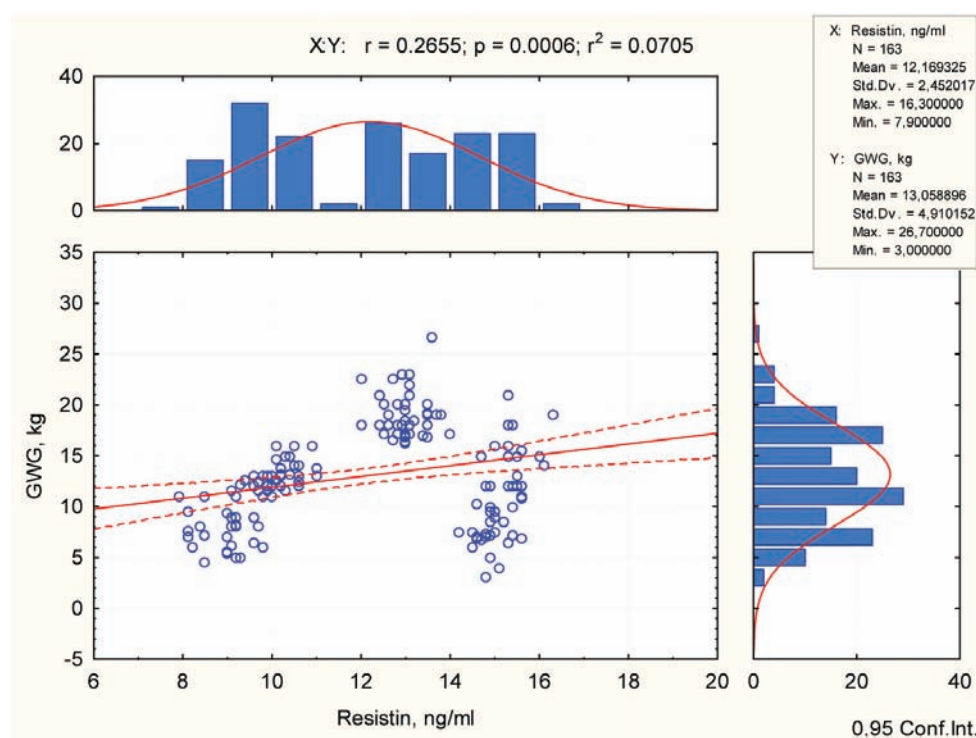 X:Y: r = 0.2655; p = 0.0006; r² = 0.0705
X: Resistin, ng/ml
N = 163
Mean = 12,169325
Std.Dv. = 2,452017
Max. = 16,300000
Min. = 7,900000
Y: GWG, kg
N = 163
Mean = 13,058896
Std.Dv. = 4,910152
Max. = 26,700000
Min. = 3,000000
40
20
0
35
30
25
20
15
10
5
0
-5
GWG, kg
6 8 10 12 14 16 18 20
Resistin, ng/ml
0 20 40
0,95 Conf.Int.